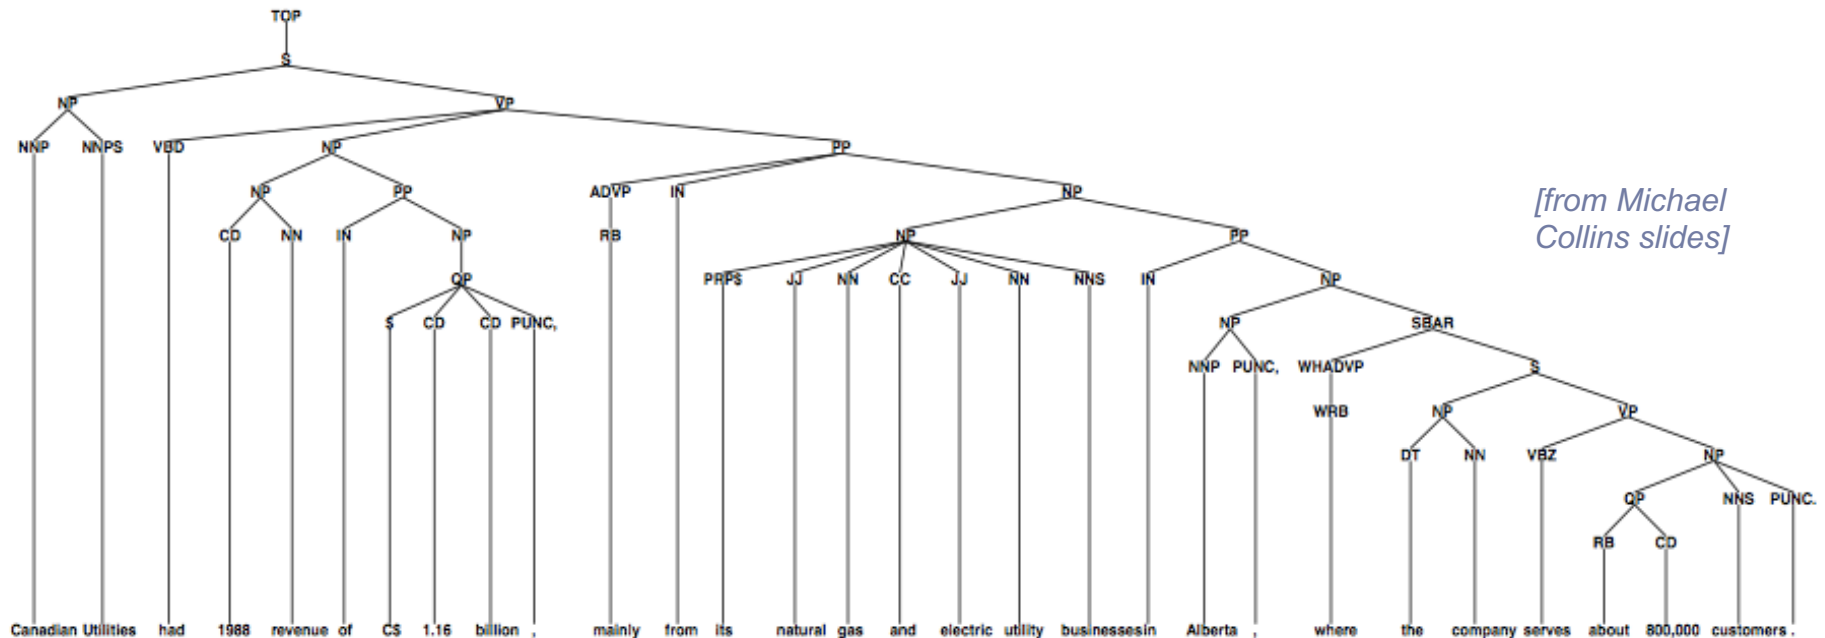 TOP
S
NP VP
NNP NNPS VBD NP PP
NP PP ADVP IN NP
[from Michael
Collins slides]
CD NN IN NP RB NP PP
QP PRP$ JJ NN CC JJ NN NNS IN NP
$ CD CD PUNC, NP SBAR
NNP PUNC, WHADVP S
WRB NP VP
DT NN VBZ NP
QP NNS PUNC.
RB CD
Canadian Utilities had 1988 revenue of C$ 1.16 billion , mainly from its natural gas and electric utility businesses in Alberta , where the company serves about 800,000 customers .